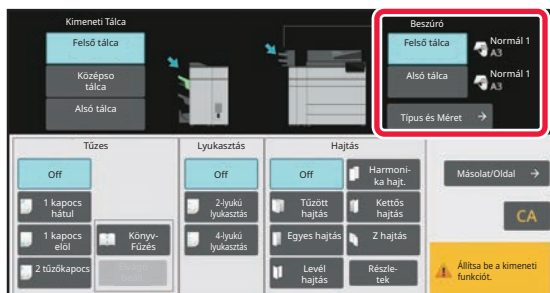 Kimeneti Tálca
Felső tálca
Középso
tálca
Alsó tálca
Beszúró
Felső tálca
Normál 1
A3
Alsó tálca
Normál 1
A3
Típus és Méret
Tűzes
Off
1 kapocs
hátul
1 kapocs
elöl
2 tűzőkapocs
Könyv-
Fűzés
Lyukasztás
Off
2-lyukú
lyukasztás
4-lyukú
lyukasztás
Hajtás
Off
Harmoni-
ka hajt.
Tűzött
hajtás
Kettős
hajtás
Egyes hajtás
Z hajtás
Levél
hajtás
Részle-
tek
Másolat/Oldal
CA
Állítsa be a kimeneti
funkciót.